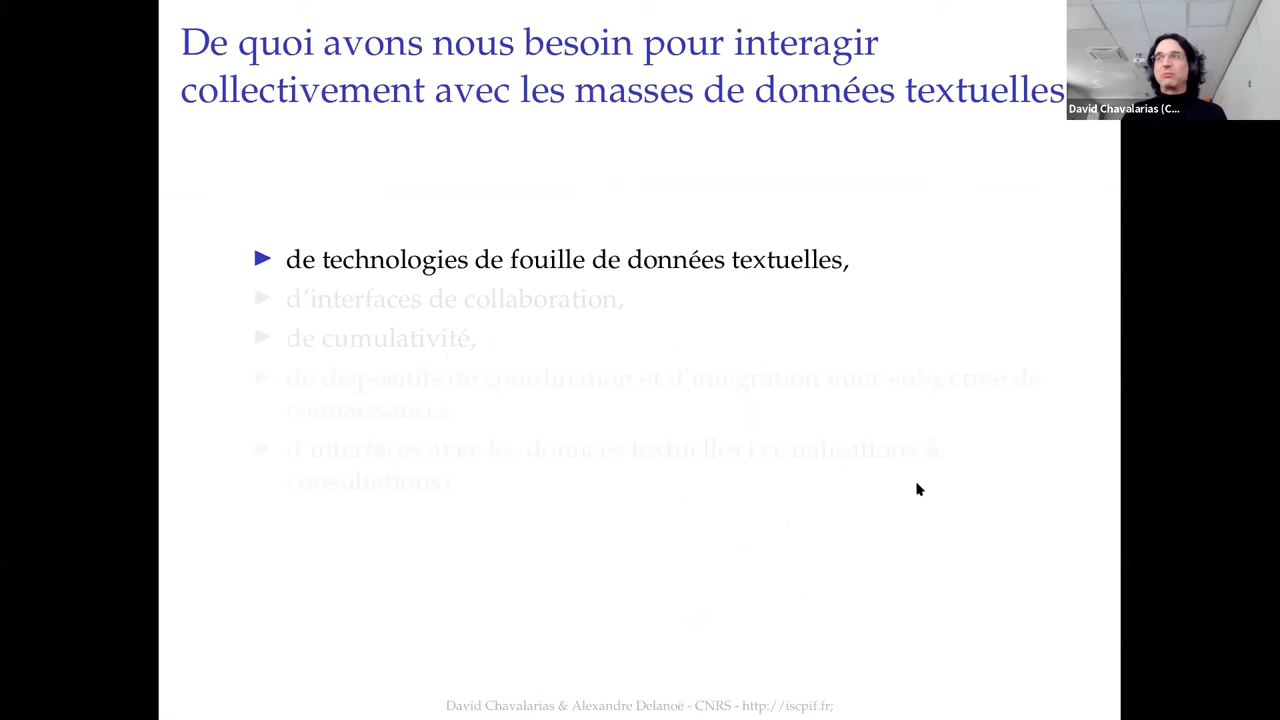 De quoi avons nous besoin pour interagir
collectivement avec les masses de données textuelles
David Chavalarias (C...
de technologies de fouille de données textuelles,
d'interfaces de collaboration,
de cumulativité,
de dispositifs de coordination et d'intégration inter-subjective de
connaissances,
d'interfaces avec les données textuelles (visualisations &
consultations)
David Chavalarias & Alexandre Delanoë - CNRS - http://iscpif.fr;